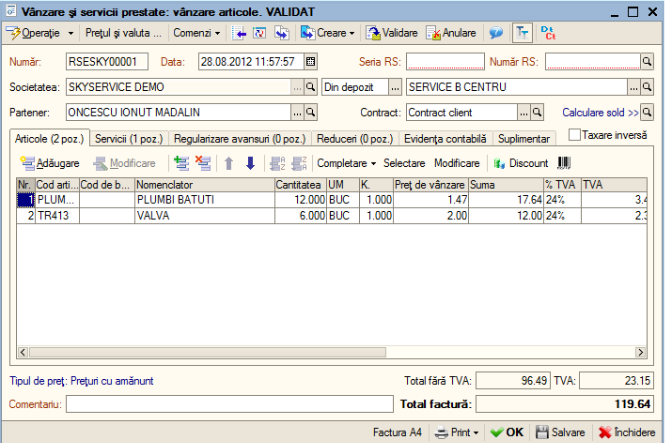 Vânzare şi servicii prestate: vânzare articole. VALIDAT
Operaţie Preţul şi valuta ... Comenzi Creare Validare Anulare Tт Dt Ct
Număr: RSESKY00001 Data: 28.08.2012 11:57:57 Seria RS: Număr RS:
Societatea: SKYSERVICE DEMO ... Din depozit ... SERVICE B CENTRU ...
Partener: ONCESCU IONUT MADALIN Contract: Contract client ... Calculare sold >>
Articole (2 poz.) Servicii (1 poz.) Regularizare avansuri (0 poz.) Reduceri (0 poz.) Evidenţa contabilă Suplimentar Taxare inversă
Adăugare Modificare Completare Selectare Modificare Discount
Nr. Cod arti... Cod de b... Nomenclator Cantitatea UM K. Preţ de vânzare Suma % TVA TVA
1 PLUM... PLUMBI BATUTI 12.000 BUC 1.000 1.47 17.64 24% 3.4
2 TR413 VALVA 6.000 BUC 1.000 2.00 12.00 24% 2.3
Tipul de preţ: Preţuri cu amănunt Total fără TVA: 96.49 TVA: 23.15
Comentariu: Total factură: 119.64
Factura A4 Print OK Salvare Închidere